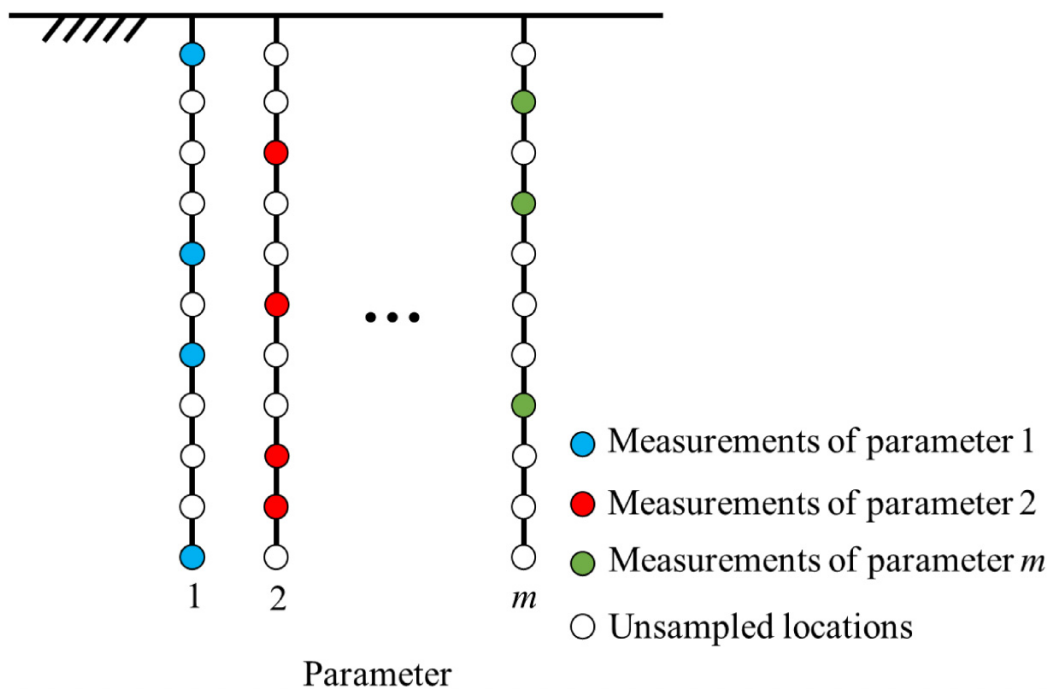 Measurements of parameter 1
Measurements of parameter 2
Measurements of parameter m
Unsampled locations
1 2 m
Parameter